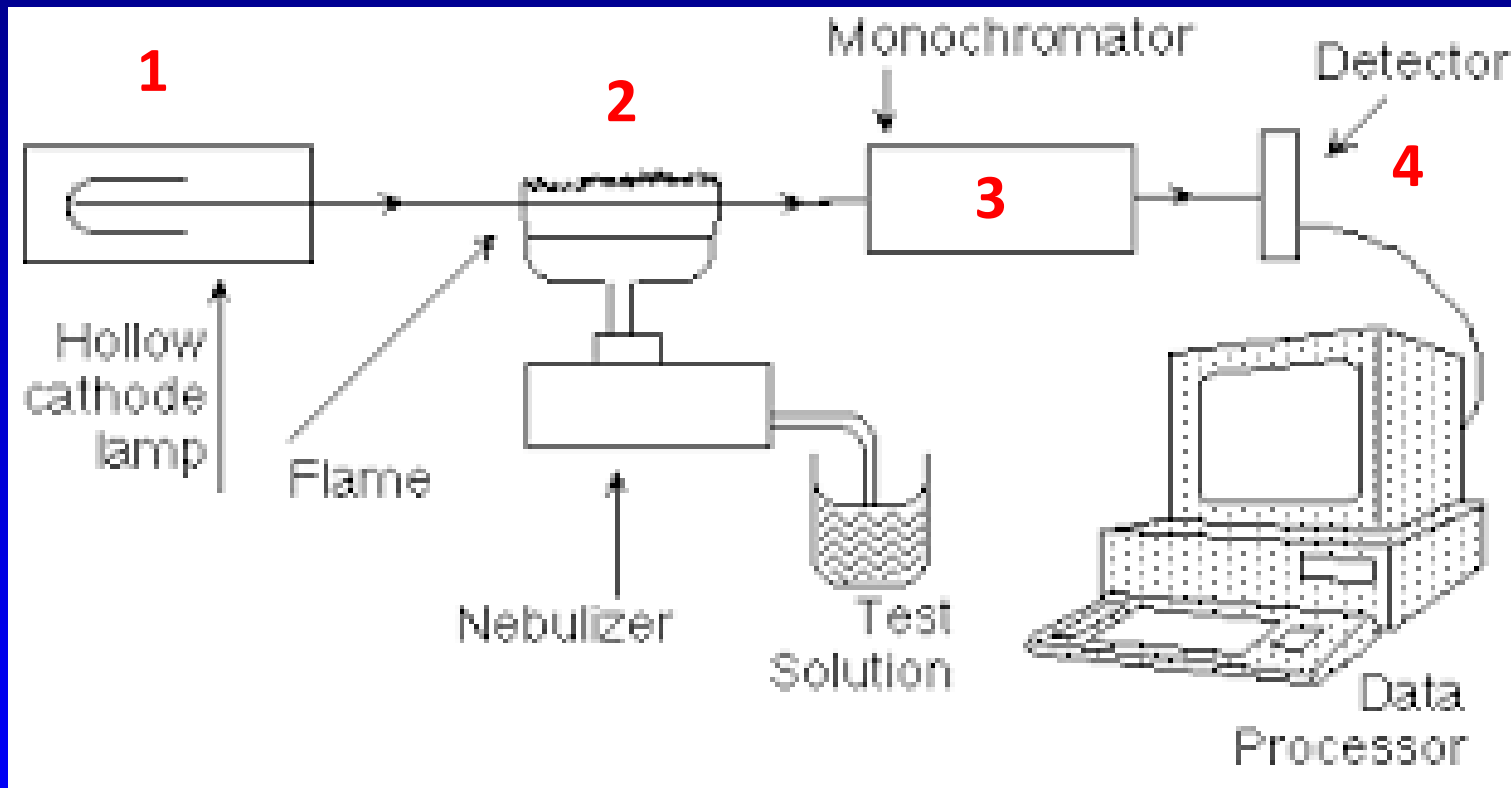 1
2
Monochromator
Detector
3
4
Hollow
cathode
lamp
Flame
Nebulizer
Test
Solution
Data
Processor